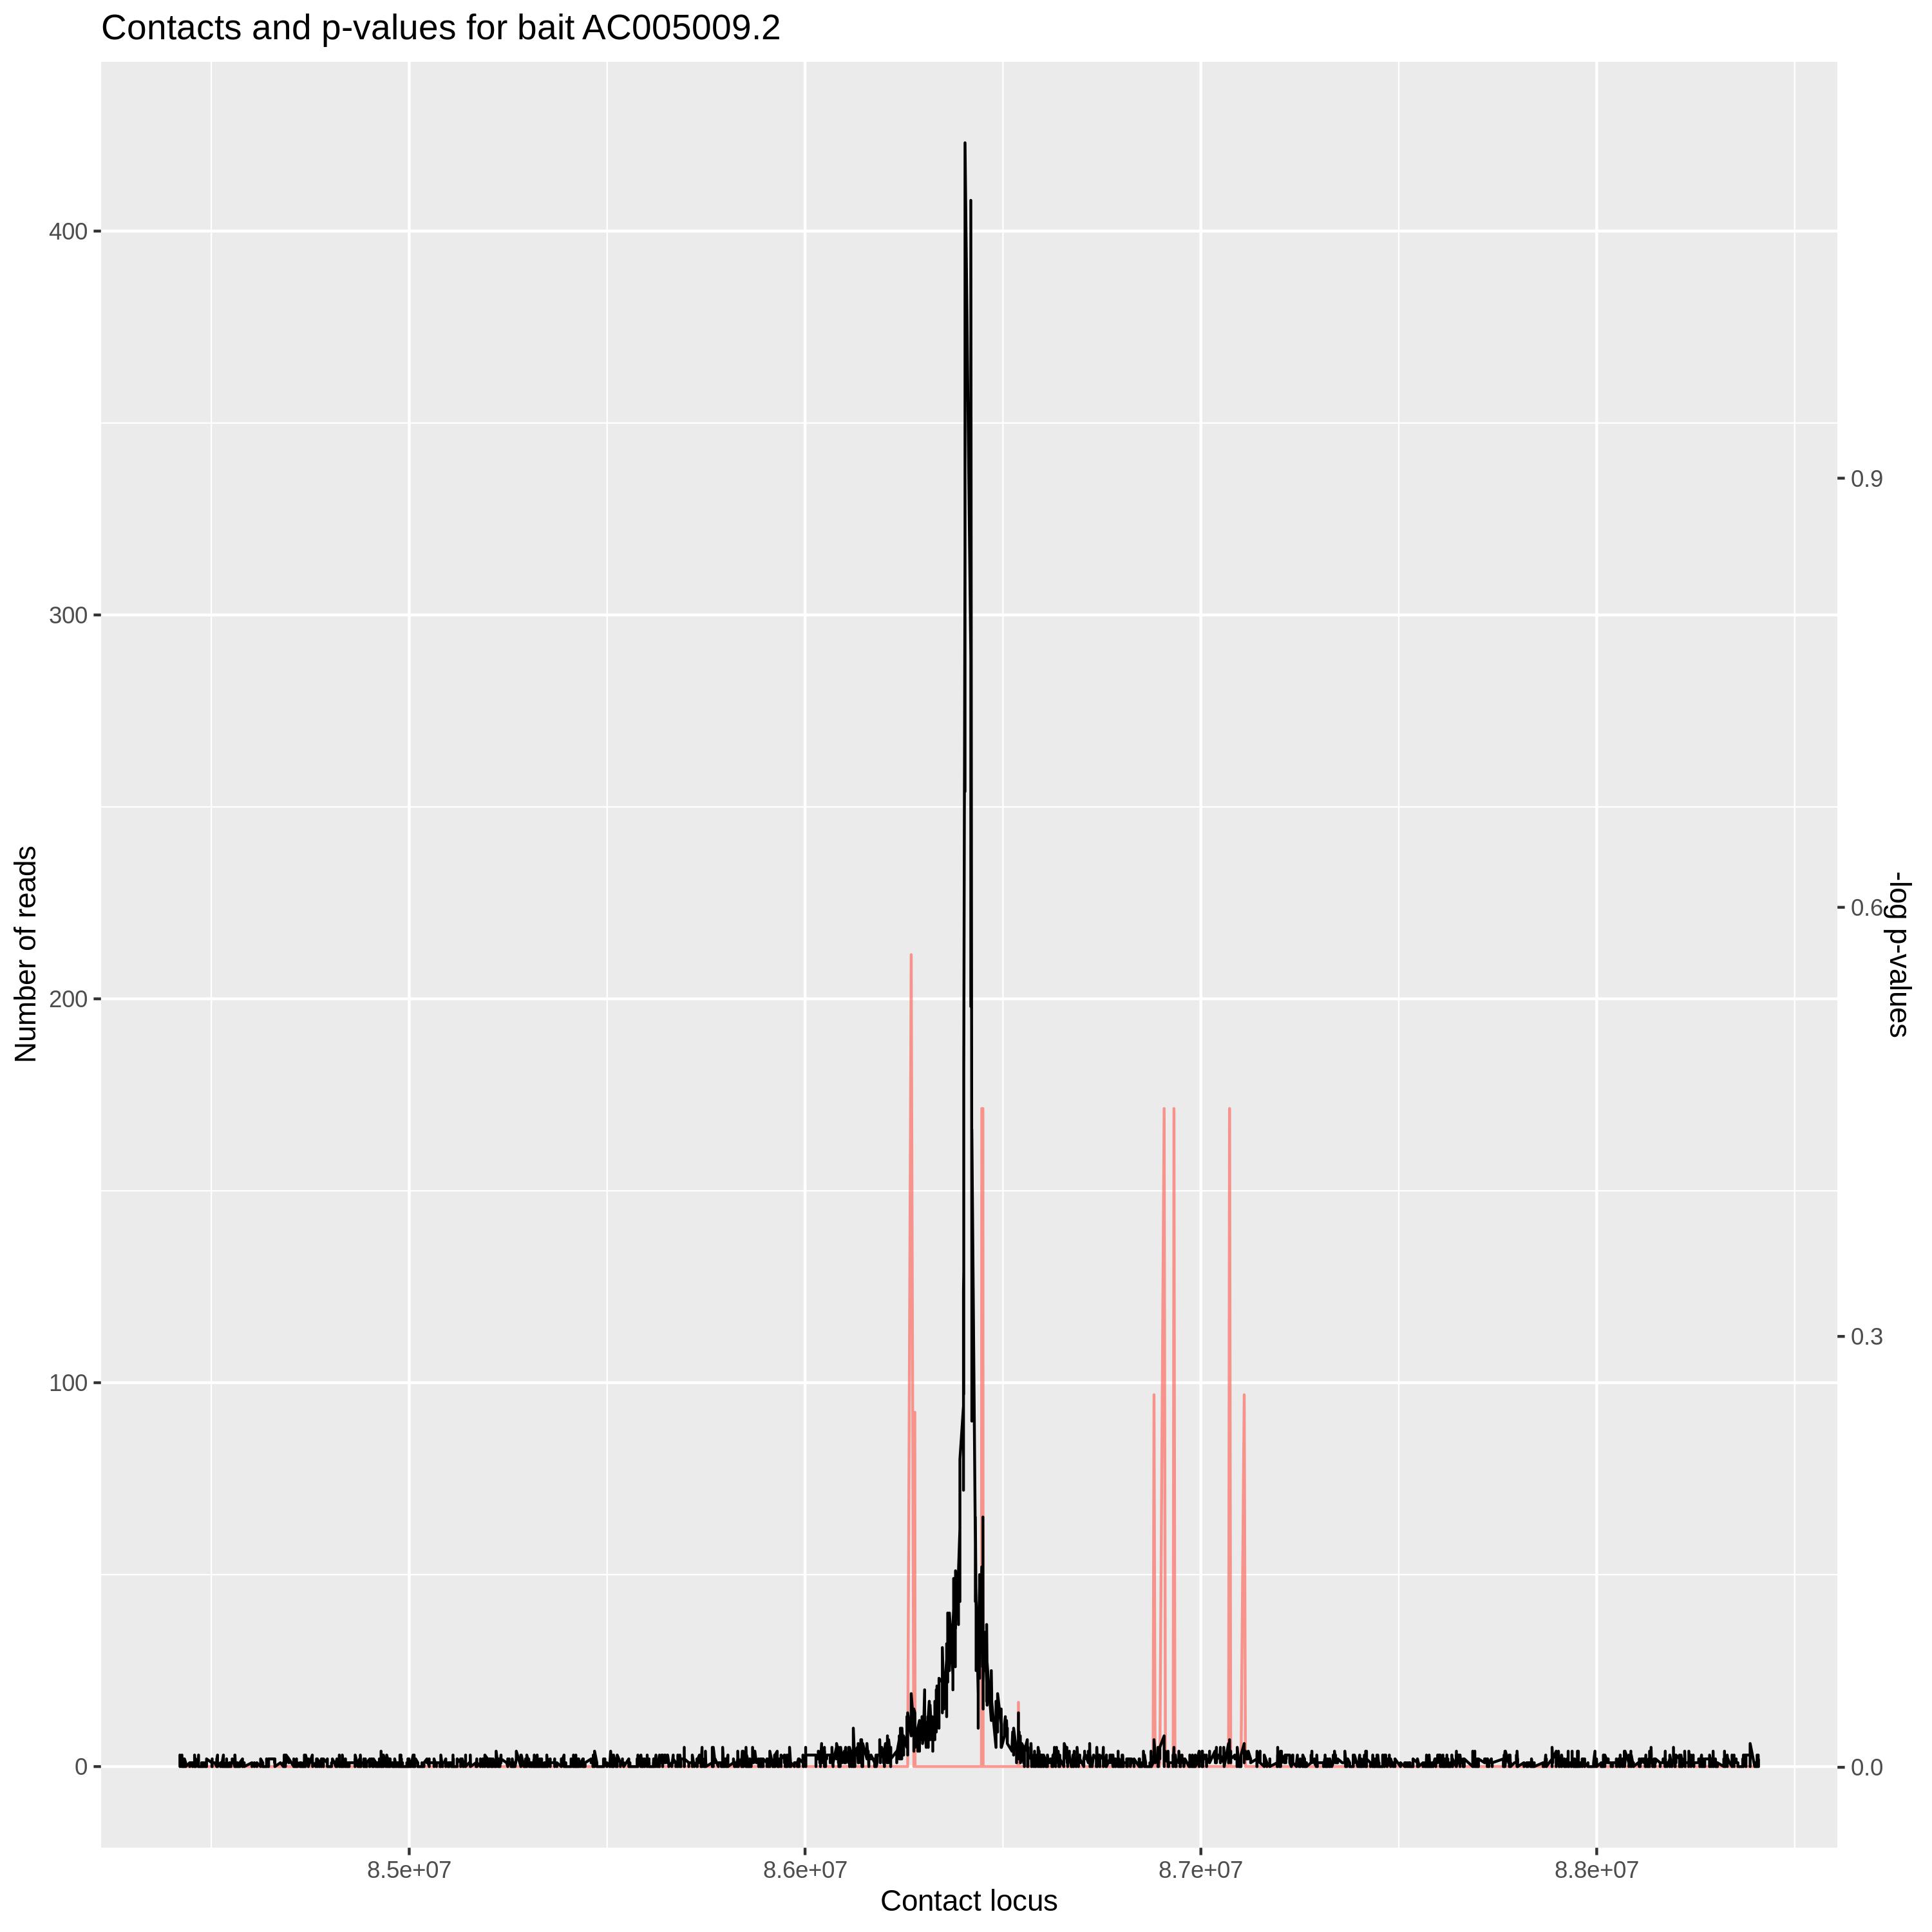 Contacts and p-values for bait AC005009.2
400
300
200
100
0
Number of reads
0.9
0.6
0.3
0.0
-log p-values
8.5e+07
8.6e+07
8.7e+07
8.8e+07
Contact locus